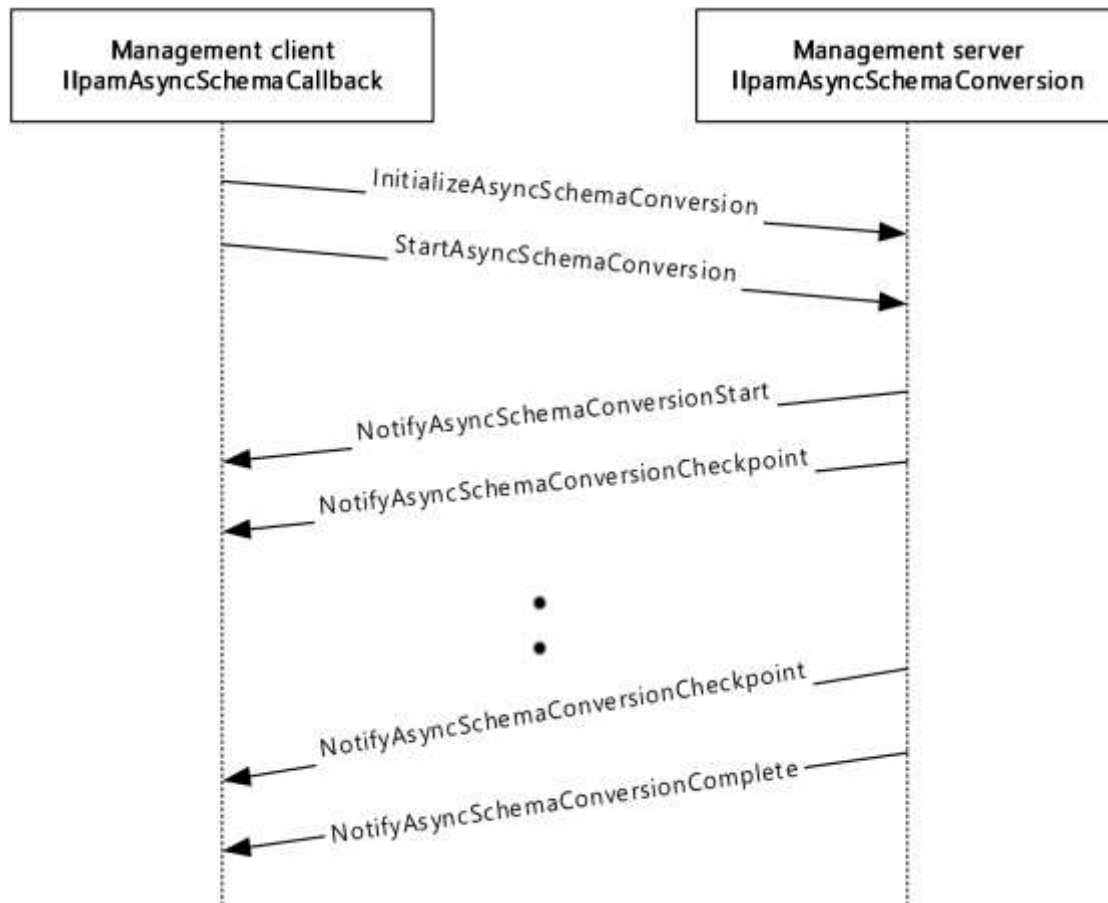 Management client
IIpamAsyncSchemaCallback
Management server
IIpamAsyncSchemaConversion
InitializeAsyncSchemaConversion
StartAsyncSchemaConversion
NotifyAsyncSchemaConversionStart
NotifyAsyncSchemaConversionCheckpoint
NotifyAsyncSchemaConversionCheckpoint
NotifyAsyncSchemaConversionComplete